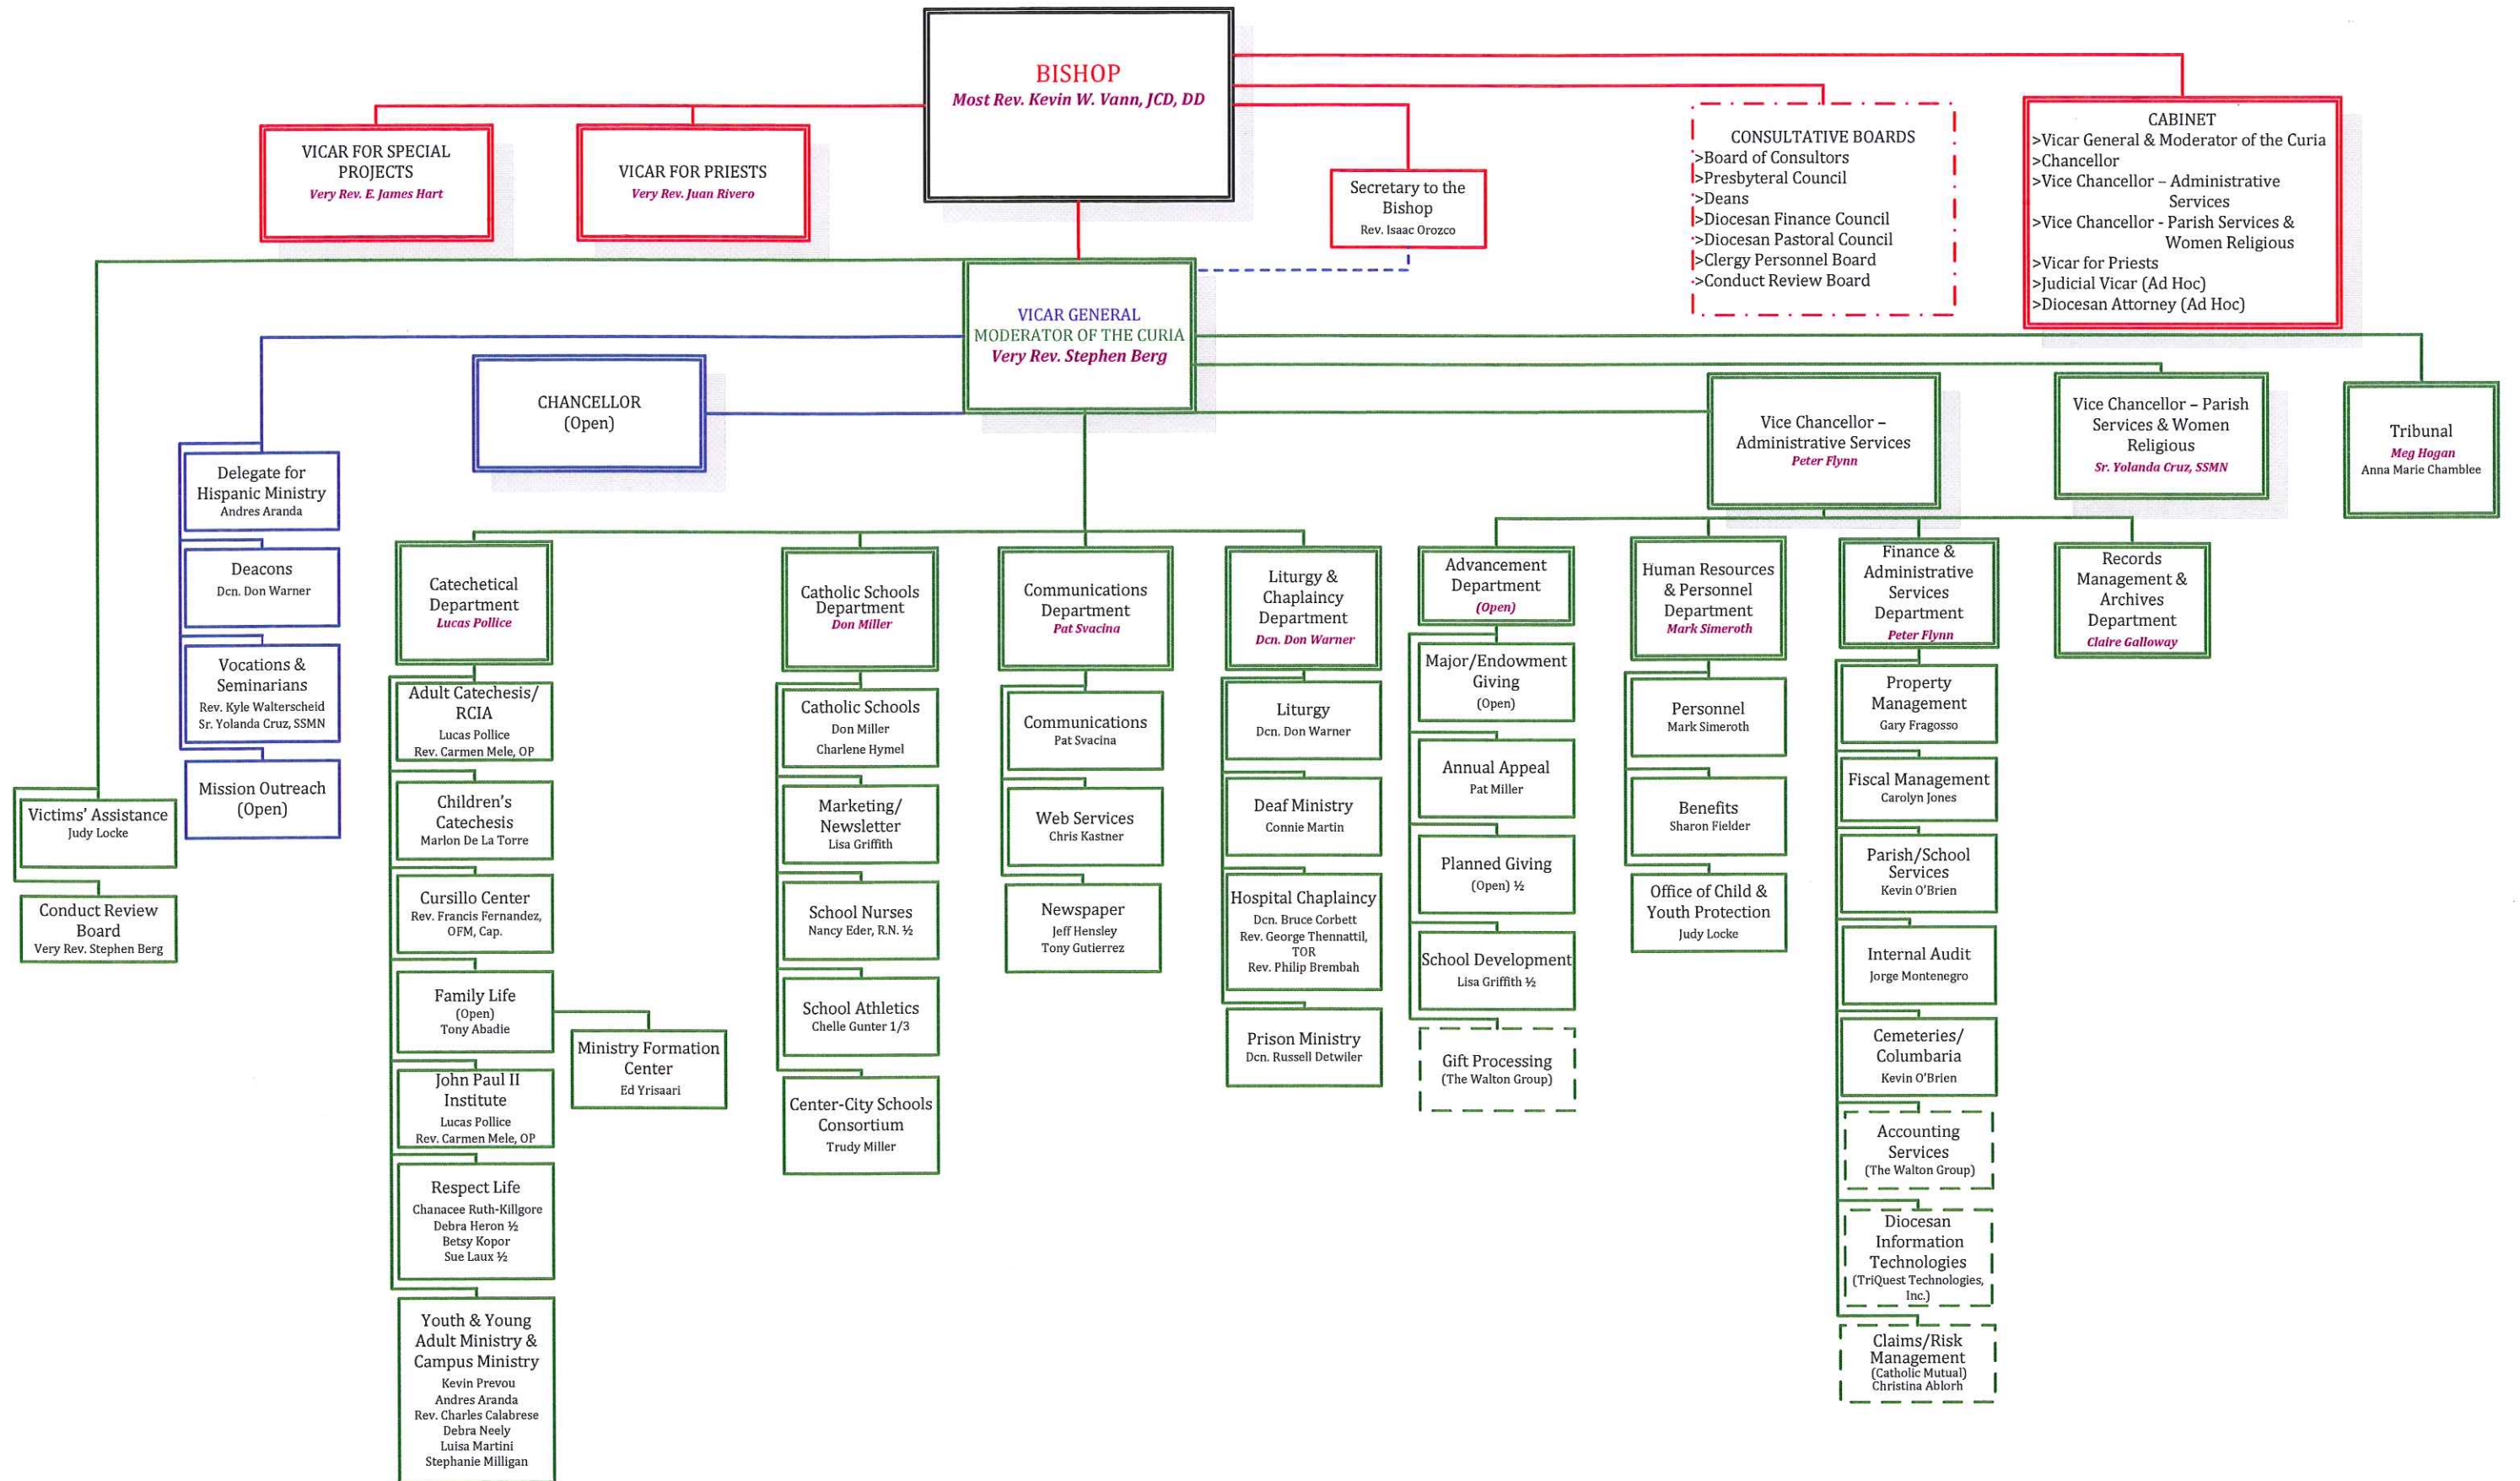 BISHOP
Most Rev. Kevin W. Vann, JCD, DD
VICAR FOR SPECIAL
PROJECTS
Very Rev. E. James Hart
VICAR FOR PRIESTS
Very Rev. Juan Rivero
Secretary to the
Bishop
Rev. Isaac Orozco
CONSULTATIVE BOARDS
>Board of Consultors
>Presbyteral Council
>Deans
>Diocesan Finance Council
>Diocesan Pastoral Council
>Clergy Personnel Board
>Conduct Review Board
CABINET
>Vicar General & Moderator of the Curia
>Chancellor
>Vice Chancellor – Administrative
Services
>Vice Chancellor - Parish Services &
Women Religious
>Vicar for Priests
>Judicial Vicar (Ad Hoc)
>Diocesan Attorney (Ad Hoc)
VICAR GENERAL
MODERATOR OF THE CURIA
Very Rev. Stephen Berg
CHANCELLOR
(Open)
Vice Chancellor –
Administrative Services
Peter Flynn
Vice Chancellor – Parish
Services & Women
Religious
Sr. Yolanda Cruz, SSMN
Tribunal
Meg Hogan
Anna Marie Chamblee
Delegate for
Hispanic Ministry
Andres Aranda
Deacons
Dcn. Don Warner
Vocations &
Seminarians
Rev. Kyle Walterscheid
Sr. Yolanda Cruz, SSMN
Mission Outreach
(Open)
Victims’ Assistance
Judy Locke
Conduct Review
Board
Very Rev. Stephen Berg
Catechetical
Department
Lucas Pollice
Adult Catechesis/
RCIA
Lucas Pollice
Rev. Carmen Mele, OP
Children’s
Catechesis
Marlon De La Torre
Cursillo Center
Rev. Francis Fernandez,
OFM, Cap.
Family Life
(Open)
Tony Abadie
Ministry Formation
Center
Ed Yrisaari
John Paul II
Institute
Lucas Pollice
Rev. Carmen Mele, OP
Respect Life
Chanacee Ruth-Killgore
Debra Heron ½
Betsy Kopor
Sue Laux ½
Youth & Young
Adult Ministry &
Campus Ministry
Kevin Prevou
Andres Aranda
Rev. Charles Calabrese
Debra Neely
Luisa Martini
Stephanie Milligan
Catholic Schools
Department
Don Miller
Catholic Schools
Don Miller
Charlene Hymel
Marketing/
Newsletter
Lisa Griffith
School Nurses
Nancy Eder, R.N. ½
School Athletics
Chelle Gunter 1/3
Center-City Schools
Consortium
Trudy Miller
Communications
Department
Pat Svacina
Communications
Pat Svacina
Web Services
Chris Kastner
Newspaper
Jeff Hensley
Tony Gutierrez
Liturgy &
Chaplaincy
Department
Dcn. Don Warner
Liturgy
Dcn. Don Warner
Deaf Ministry
Connie Martin
Hospital Chaplaincy
Dcn. Bruce Corbett
Rev. George Thennattil,
TOR
Rev. Philip Brembah
Prison Ministry
Dcn. Russell Detwiler
Advancement
Department
(Open)
Major/Endowment
Giving
(Open)
Annual Appeal
Pat Miller
Planned Giving
(Open) ½
School Development
Lisa Griffith ½
Gift Processing
(The Walton Group)
Human Resources
& Personnel
Department
Mark Simeroth
Personnel
Mark Simeroth
Benefits
Sharon Fielder
Office of Child &
Youth Protection
Judy Locke
Finance &
Administrative
Services
Department
Peter Flynn
Property
Management
Gary Fragosso
Fiscal Management
Carolyn Jones
Parish/School
Services
Kevin O’Brien
Internal Audit
Jorge Montenegro
Cemeteries/
Columbaria
Kevin O’Brien
Accounting
Services
(The Walton Group)
Diocesan
Information
Technologies
(TriQuest Technologies,
Inc.)
Claims/Risk
Management
(Catholic Mutual)
Christina Ablorh
Records
Management &
Archives
Department
Claire Galloway